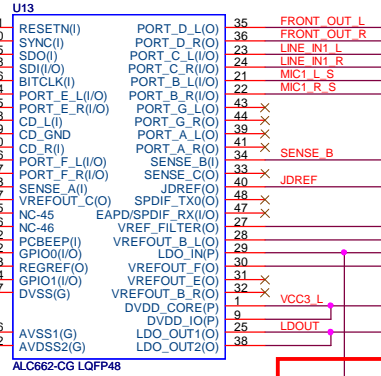 U13
RESETN(I) PORT_D_L(O) 35 FRONT_OUT_L
SYNC(I) PORT_D_R(O) 36 FRONT_OUT_R
SDO(I) PORT_C_L(I/O) 23 LINE_IN1_L
SDI(I/O) PORT_C_R(I/O) 24 LINE_IN1_R
BITCLK(I) PORT_B_L(I/O) 21 MIC1_L_S
PORT_E_L(I/O) PORT_B_R(I/O) 22 MIC1_R_S
PORT_E_R(I/O) PORT_G_L(O) 43
CD_L(I) PORT_G_R(O) 44
CD_GND PORT_A_L(O) 39
CD_R(I) PORT_A_R(O) 41
PORT_F_L(I/O) SENSE_B(I) 34 SENSE_B
PORT_F_R(I/O) SENSE_C(O) 33
SENSE_A(I) JDREF(O) 40 JDREF
VREFOUT_C(O) SPDIF_TX0(O) 48
NC-45 EAPD/SPDIF_RX(I/O) 47
NC-46 VREF_FILTER(O) 27
PCBEEP(I) VREFOUT_B_L(O) 28
GPIO0(I/O) LDO_IN(P) 29
REGREF(O) VREFOUT_F(O) 30
GPIO1(I/O) VREFOUT_E(O) 31
DVSS(G) VREFOUT_B_R(O) 32
DVDD_CORE(P) 1 VCC3_L
DVDD_IO(P) 9
AVSS1(G) LDO_OUT1(O) 25 LDOUT
AVDSS2(G) LDO_OUT2(O) 38
ALC662-CG LQFP48